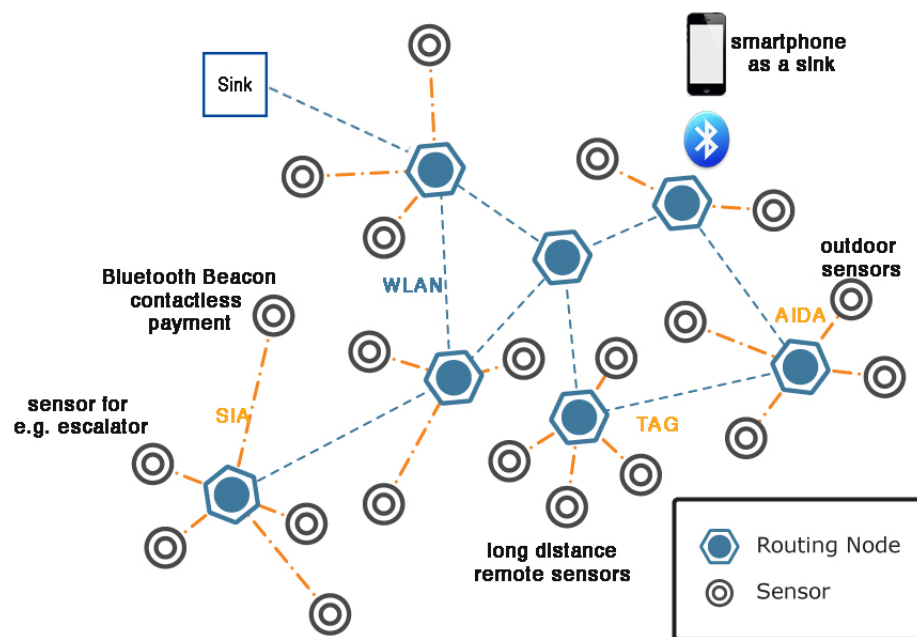 smartphone
as a sink
Sink
outdoor
sensors
Bluetooth Beacon
contactless
payment
WLAN
AIDA
sensor for
e.g. escalator
SIA
TAG
long distance
remote sensors
Routing Node
Sensor